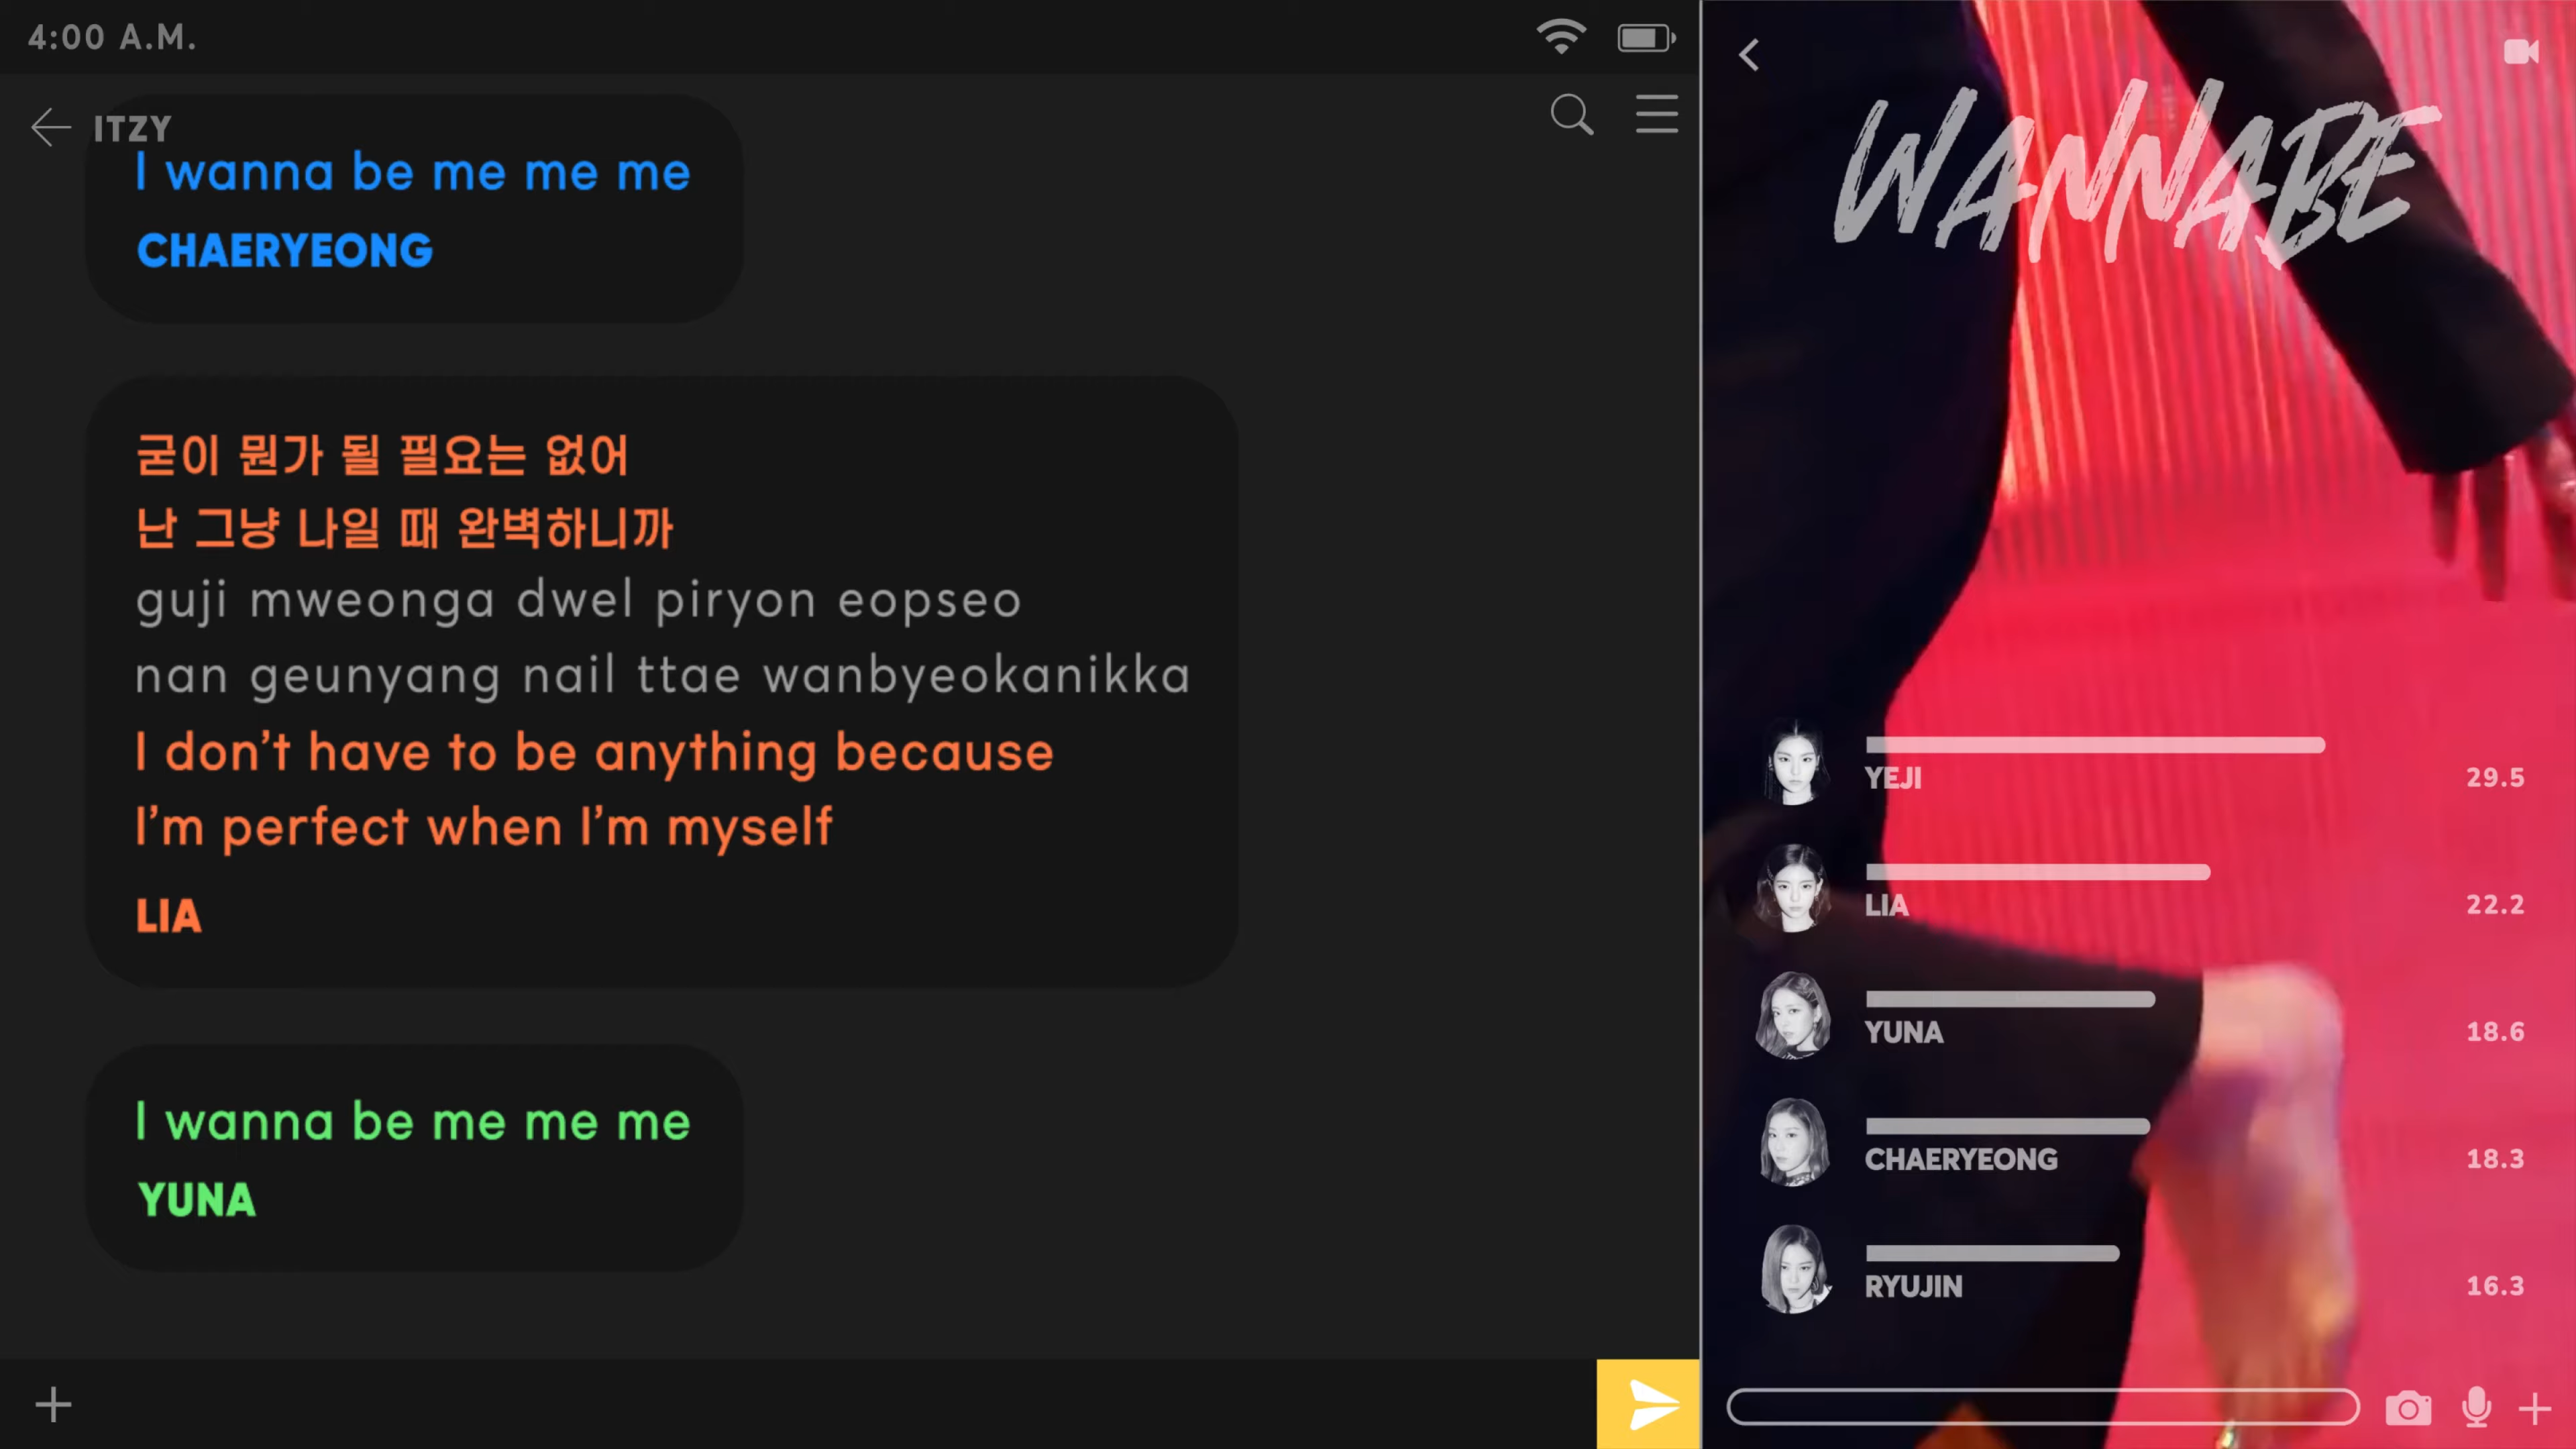 4:00 A.M.
ITZY
I wanna be me me me
CHAERYEONG
굳이 뭔가 될 필요는 없어
난 그냥 나일 때 완벽하니까
guji mweonga dwel piryon eopseo
nan geunyang nail ttae wanbyeokanikka
I don't have to be anything because
I'm perfect when I'm myself
LIA
I wanna be me me me
YUNA
WANNABE
YEJI 29.5
LIA 22.2
YUNA 18.6
CHAERYEONG 18.3
RYUJIN 16.3